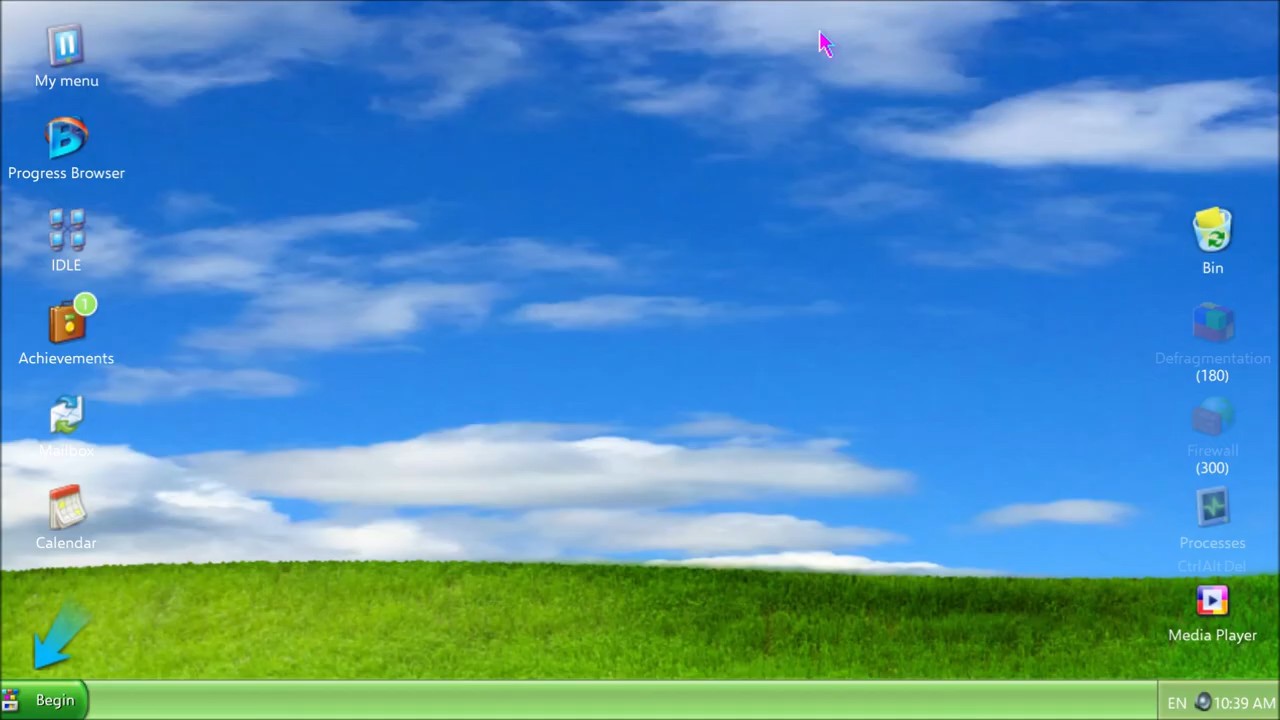 My menu
Progress Browser
IDLE
1
Achievements
Mailbox
Calendar
Bin
Defragmentation
(180)
Firewall
(300)
Processes
Ctrl Alt Del
Media Player
Begin
EN 10:39 AM